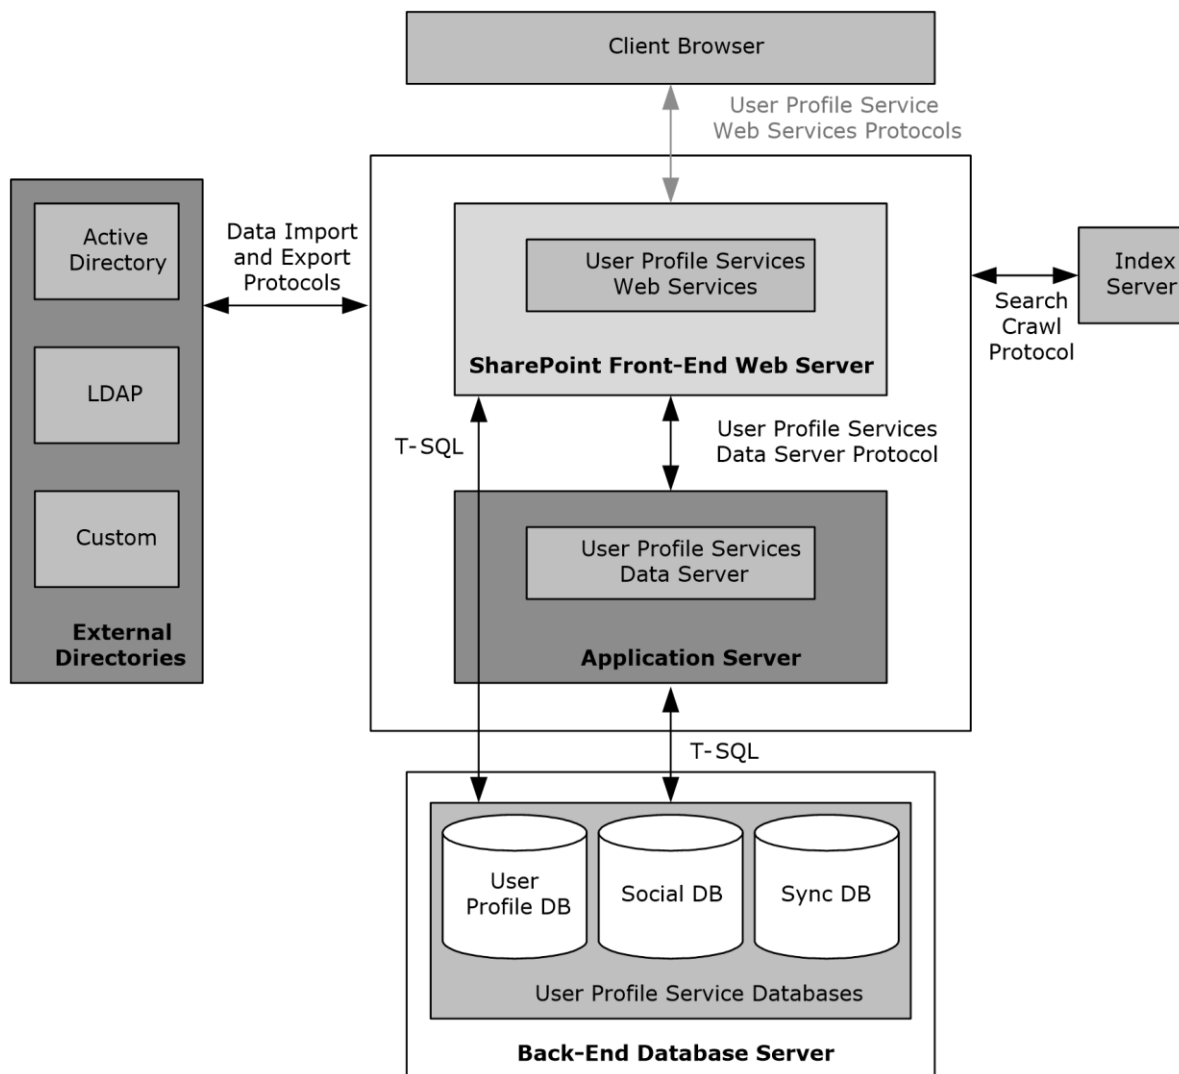 Client Browser
User Profile Service
Web Services Protocols
Active
Directory
LDAP
Custom
External
Directories
Data Import
and Export
Protocols
User Profile Services
Web Services
SharePoint Front-End Web Server
Index
Server
Search
Crawl
Protocol
T-SQL
User Profile Services
Data Server Protocol
User Profile Services
Data Server
Application Server
T-SQL
User
Profile DB
Social DB
Sync DB
User Profile Service Databases
Back-End Database Server